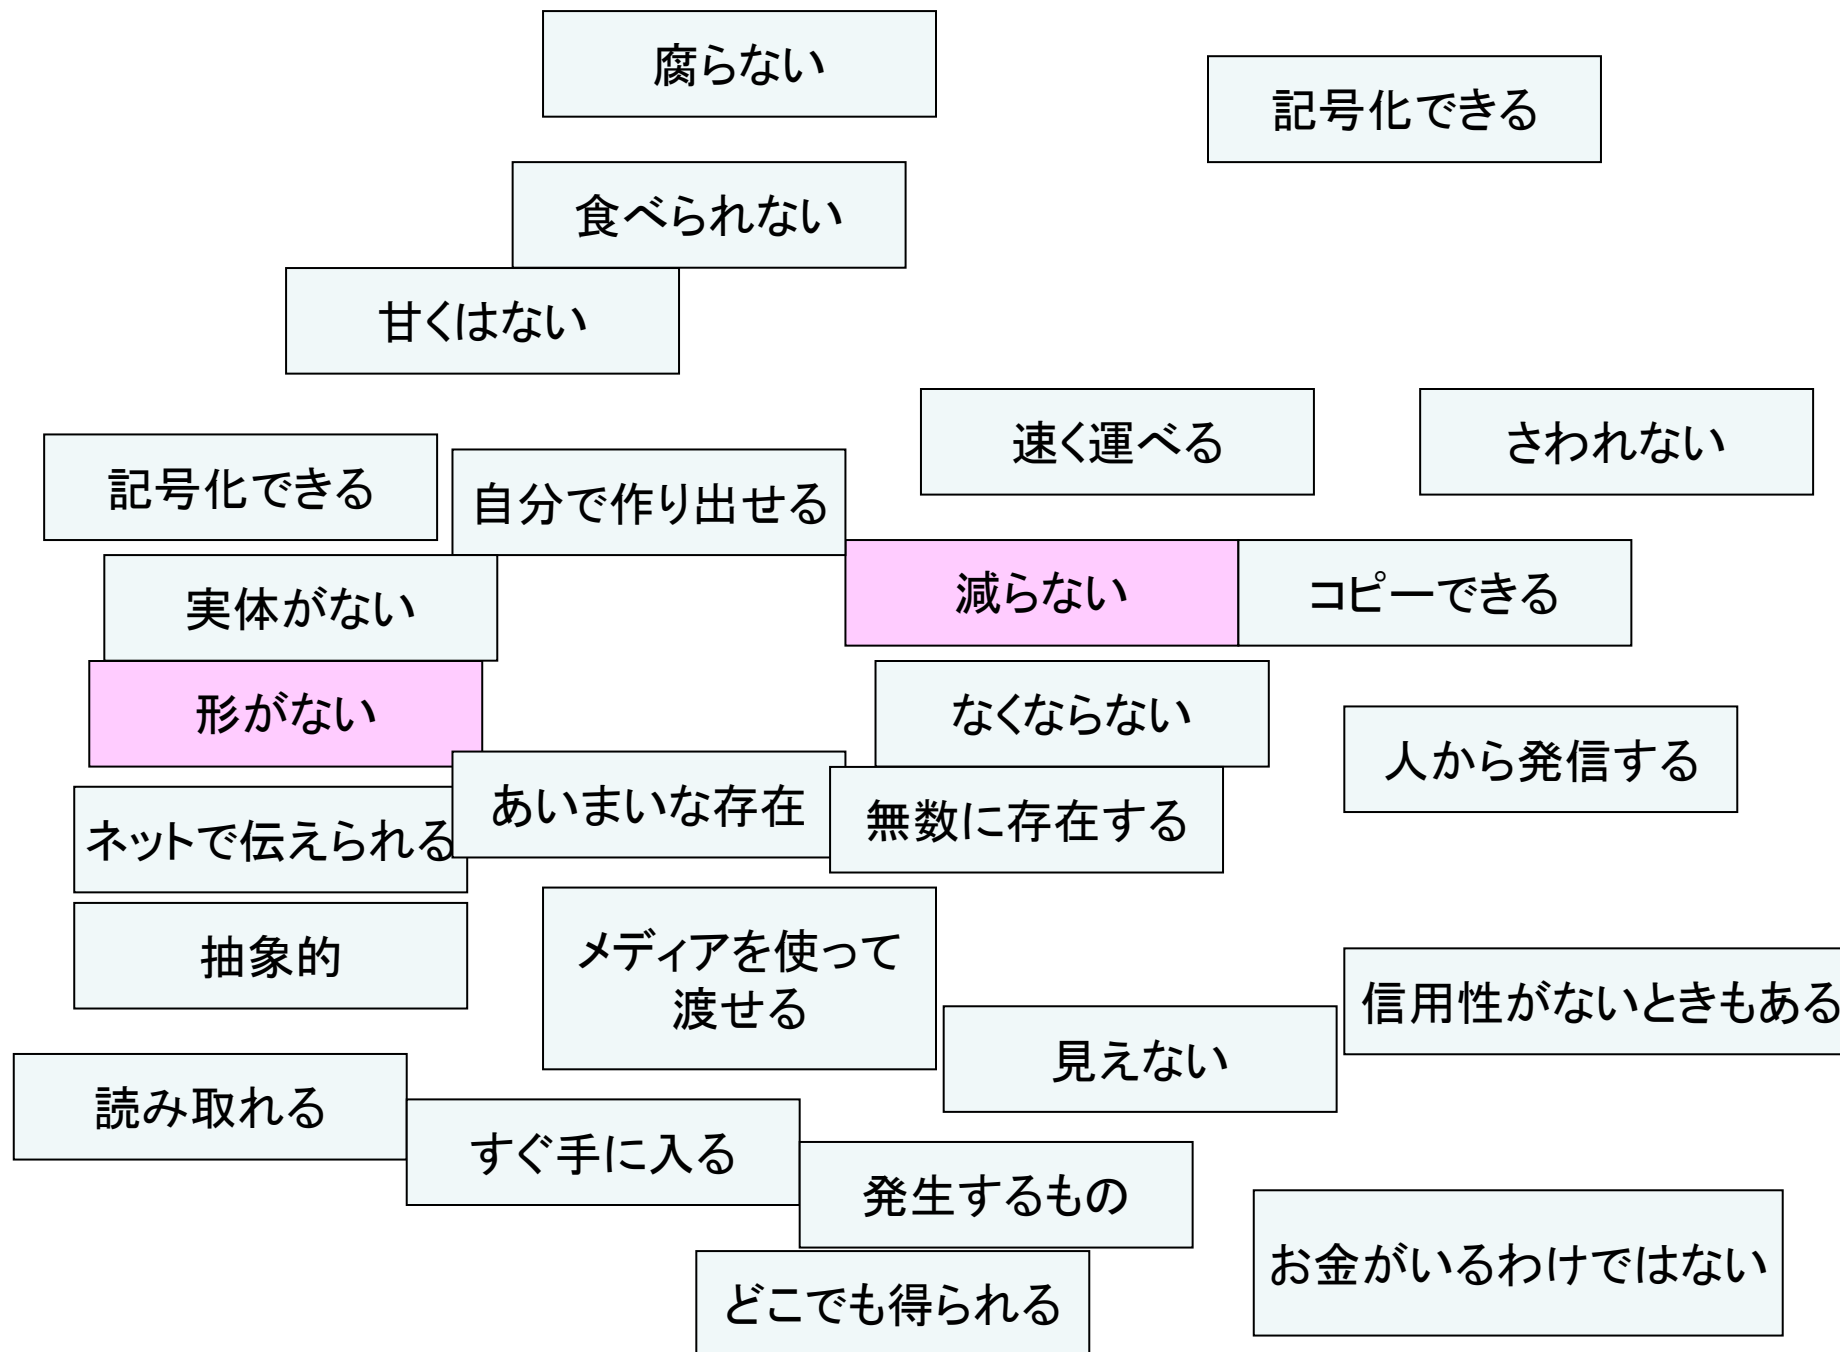 腐らない
記号化できる
食べられない
甘くはない
速く運べる
さわれない
記号化できる
自分で作り出せる
減らない
コピーできる
実体がない
形がない
なくならない
人から発信する
あいまいな存在
無数に存在する
ネットで伝えられる
抽象的
メディアを使って
渡せる
信用性がないときもある
見えない
読み取れる
すぐ手に入る
発生するもの
お金がいるわけではない
どこでも得られる